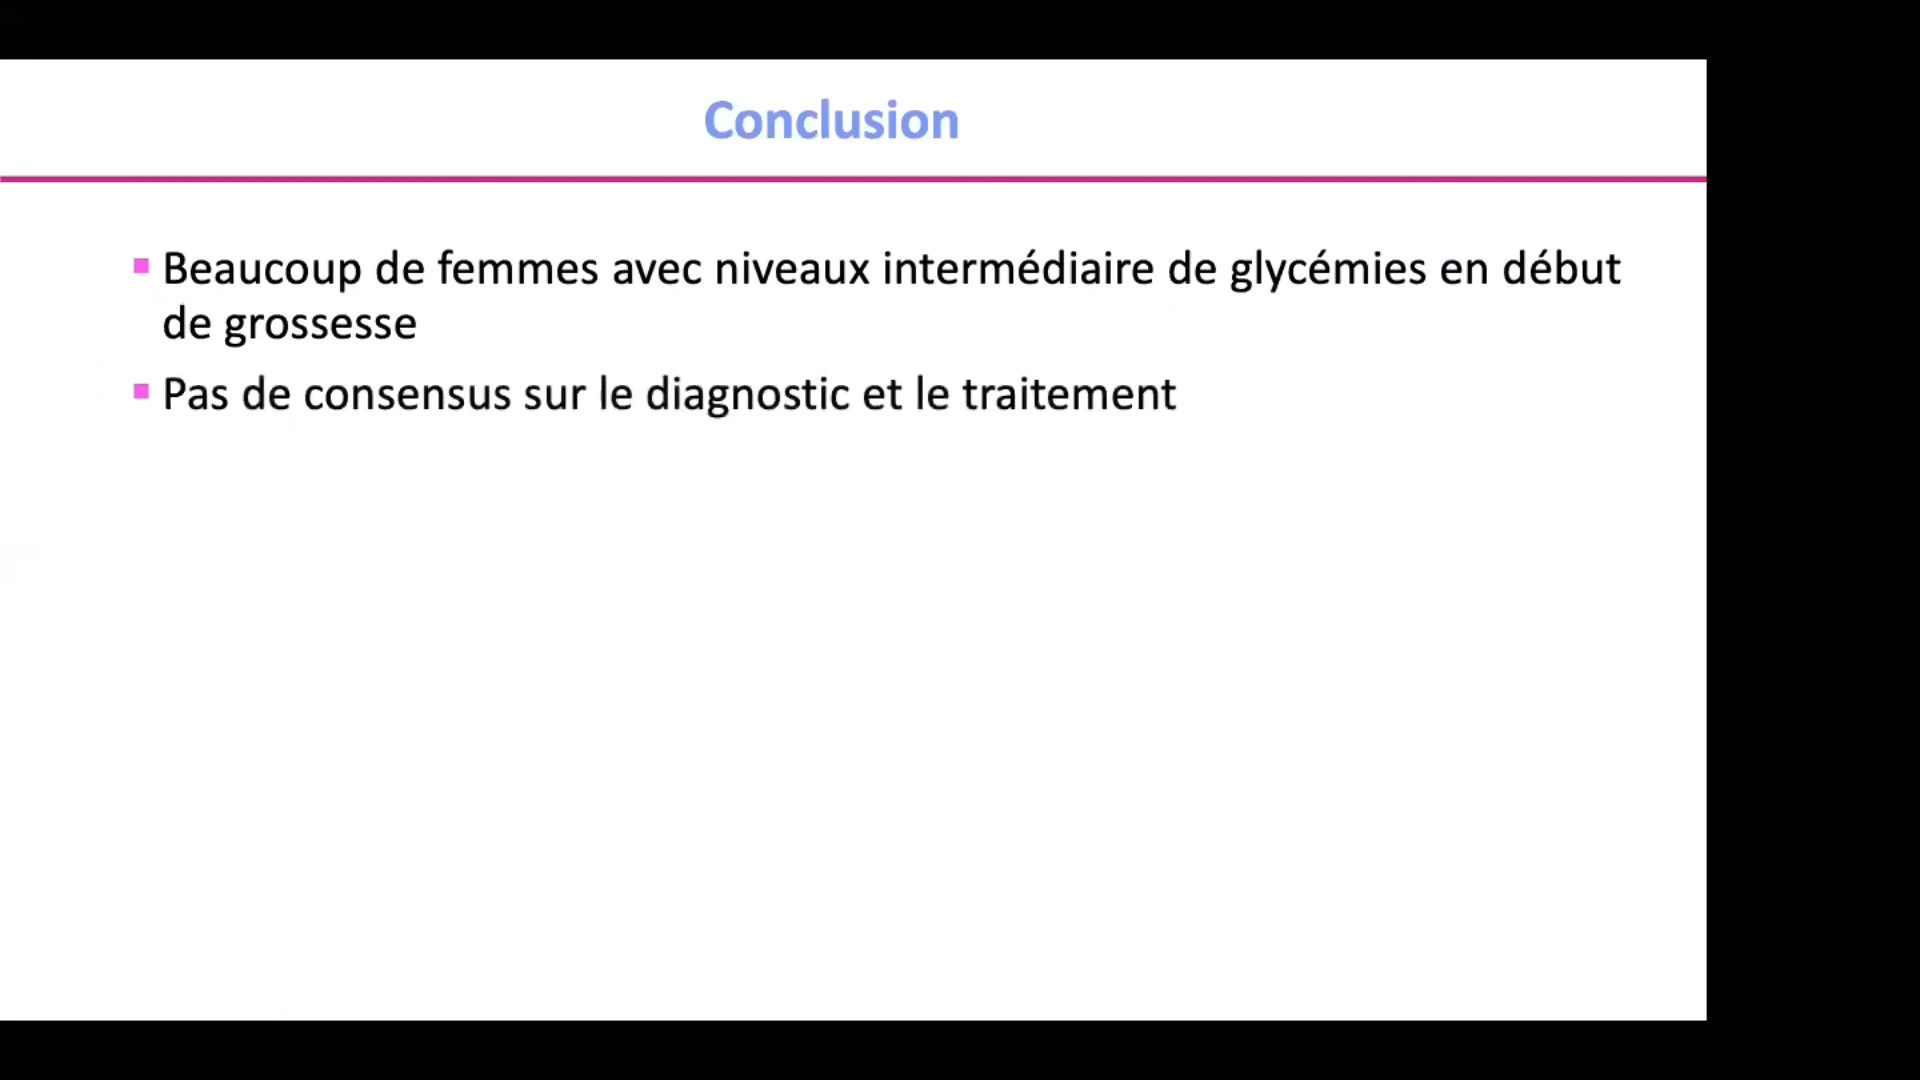 Conclusion
Beaucoup de femmes avec niveaux intermédiaire de glycémies en début
de grossesse
Pas de consensus sur le diagnostic et le traitement